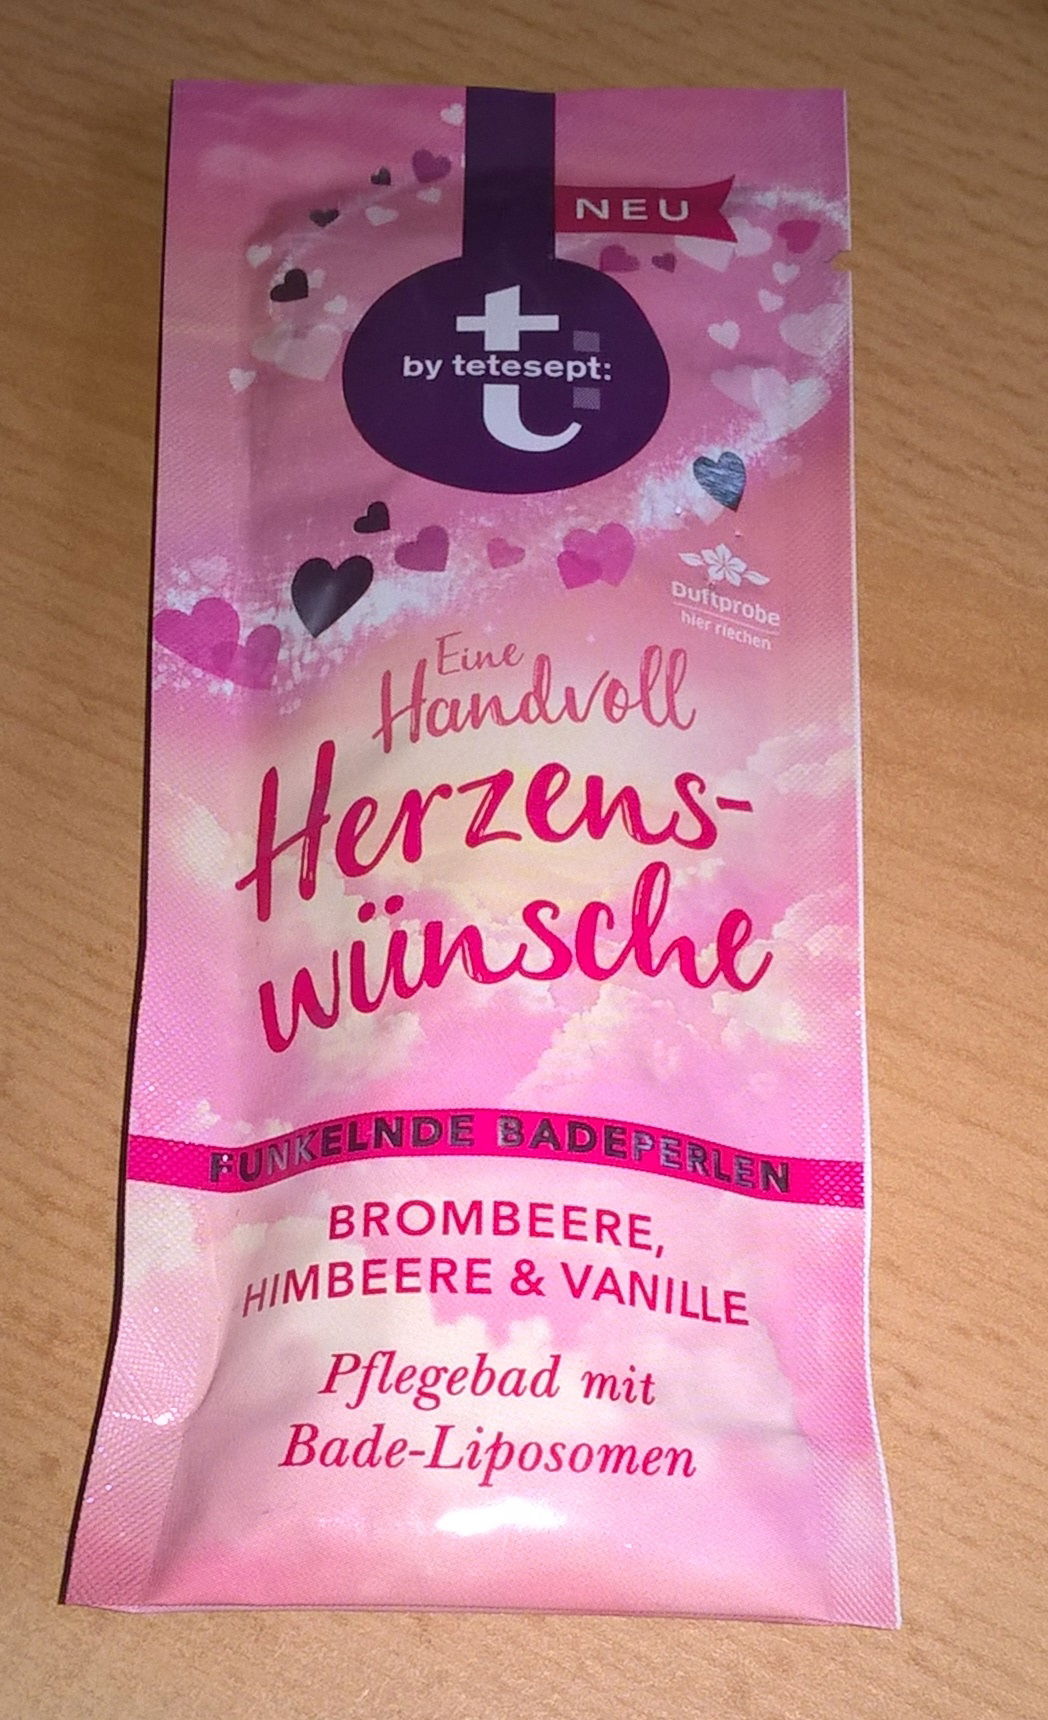 NEU
t:
by tetesept:
Duftprobe
hier riechen
Eine
Handvoll
Herzens-
wünsche
FUNKELNDE BADEPERLEN
BROMBEERE,
HIMBEERE & VANILLE
Pflegebad mit
Bade-Liposomen